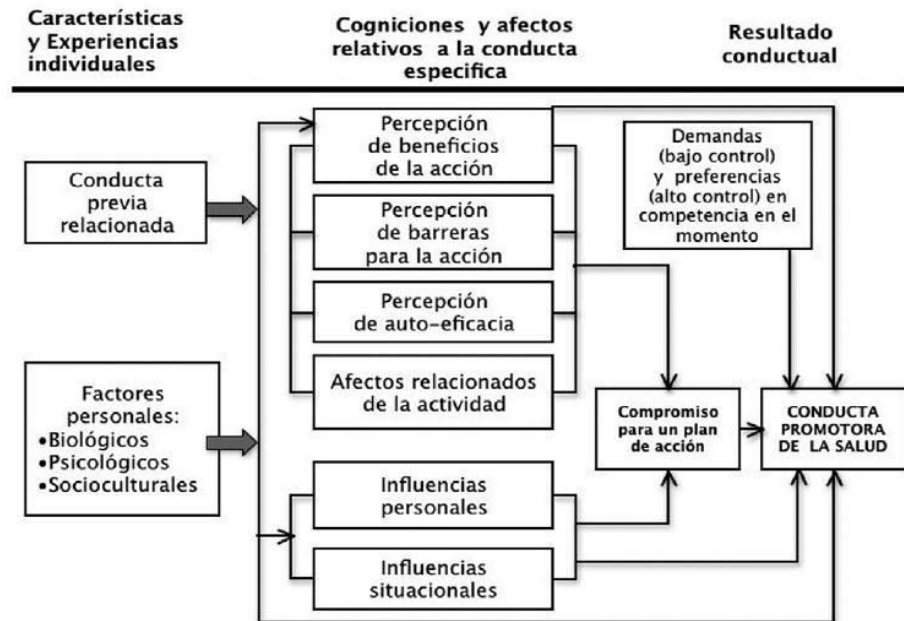 Características
y Experiencias
individuales
Cogniciones y afectos
relativos a la conducta
especifica
Resultado
conductual
Conducta
previa
relacionada
Factores
personales:
•Biológicos
•Psicológicos
•Socioculturales
Percepción
de beneficios
de la acción
Percepción
de barreras
para la acción
Percepción
de auto-eficacia
Afectos relacionados
de la actividad
Influencias
personales
Influencias
situacionales
Demandas
(bajo control)
y preferencias
(alto control) en
competencia en el
momento
Compromiso
para un plan
de acción
CONDUCTA
PROMOTORA
DE LA SALUD